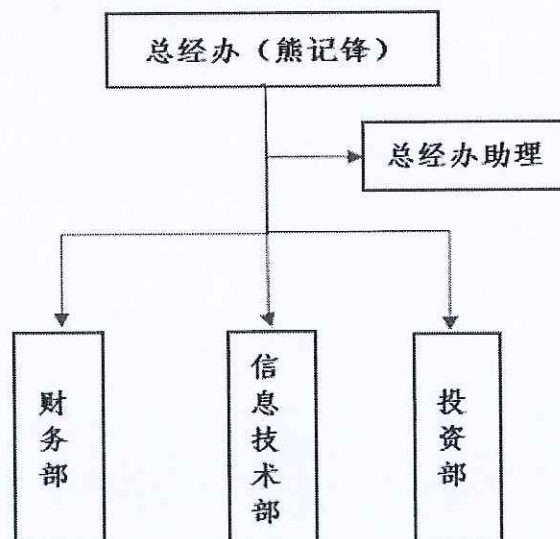 总经办（熊记锋）
总经办助理
财务部
信息技术部
投资部